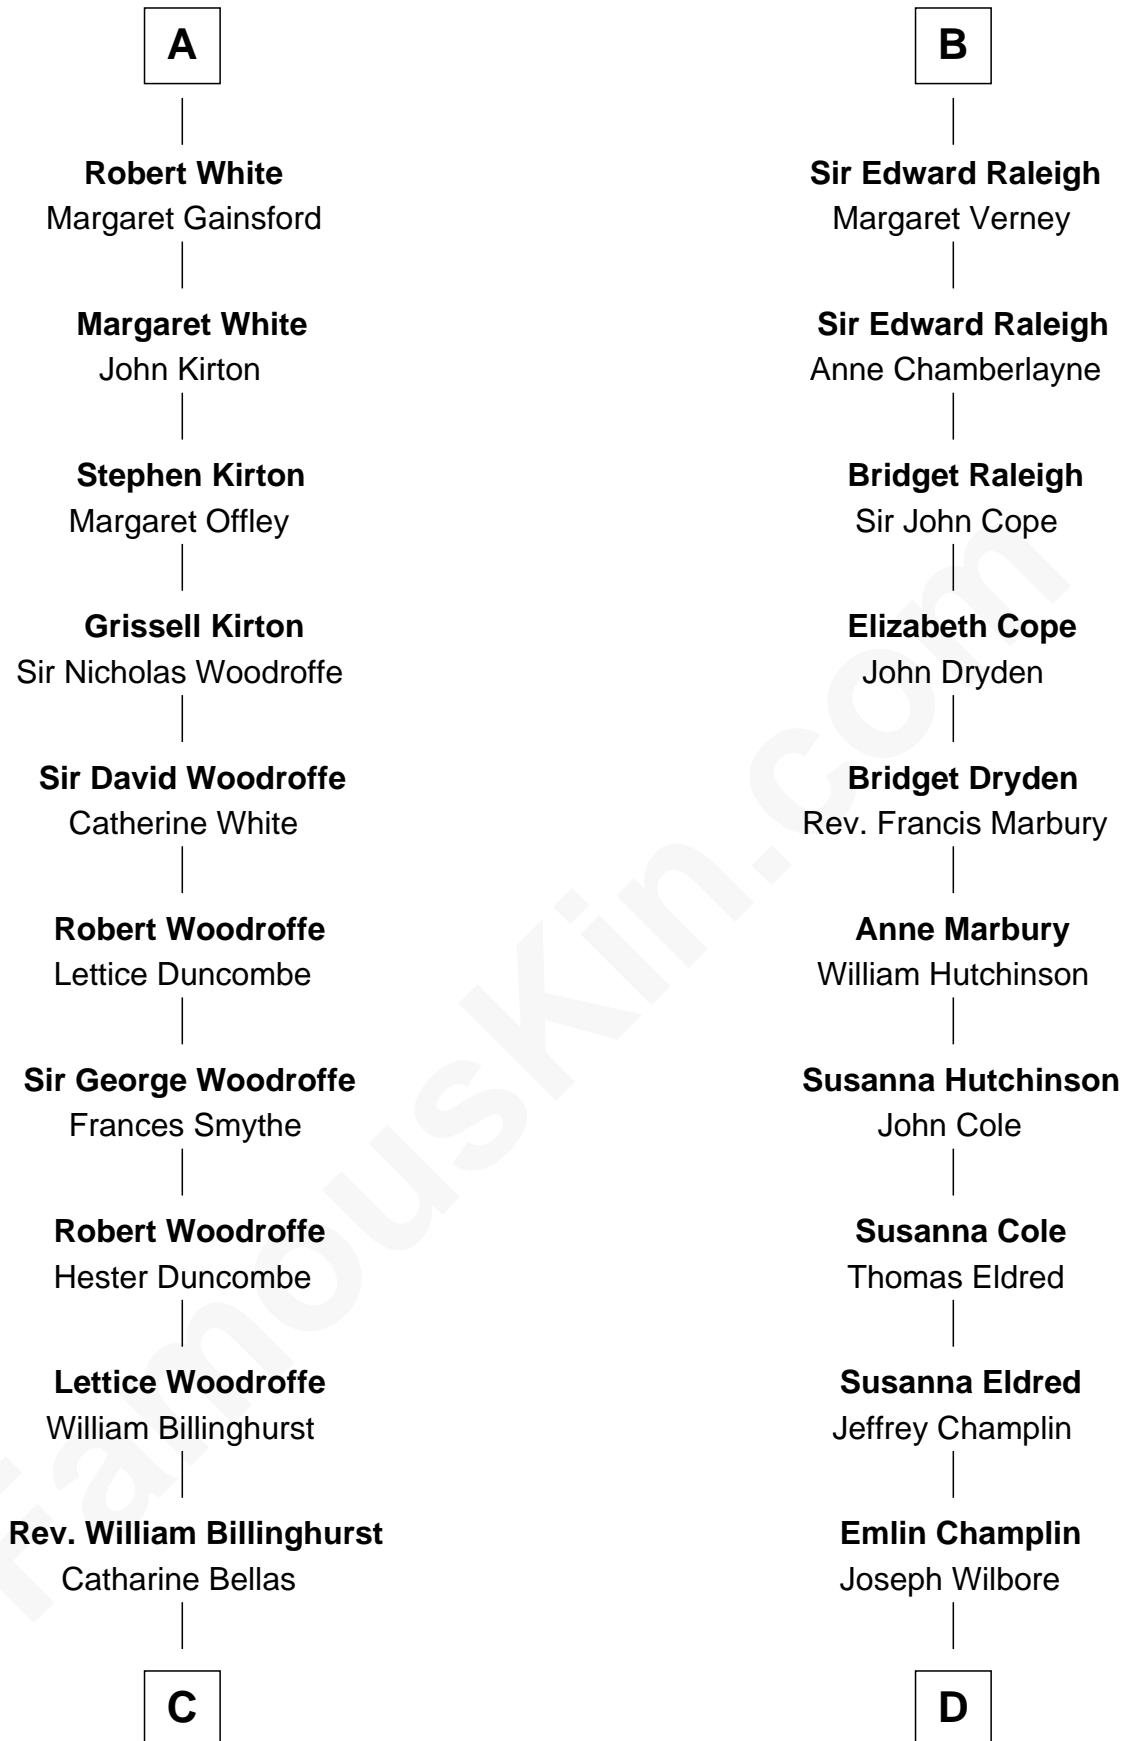 A
Robert White
Margaret Gainsford
Margaret White
John Kirton
Stephen Kirton
Margaret Offley
Grissell Kirton
Sir Nicholas Woodroffe
Sir David Woodroffe
Catherine White
Robert Woodroffe
Lettice Duncombe
Sir George Woodroffe
Frances Smythe
Robert Woodroffe
Hester Duncombe
Lettice Woodroffe
William Billinghurst
Rev. William Billinghurst
Catharine Bellas
C
B
Sir Edward Raleigh
Margaret Verney
Sir Edward Raleigh
Anne Chamberlayne
Bridget Raleigh
Sir John Cope
Elizabeth Cope
John Dryden
Bridget Dryden
Rev. Francis Marbury
Anne Marbury
William Hutchinson
Susanna Hutchinson
John Cole
Susanna Cole
Thomas Eldred
Susanna Eldred
Jeffrey Champlin
Emlin Champlin
Joseph Wilbore
D
FamousKin.com